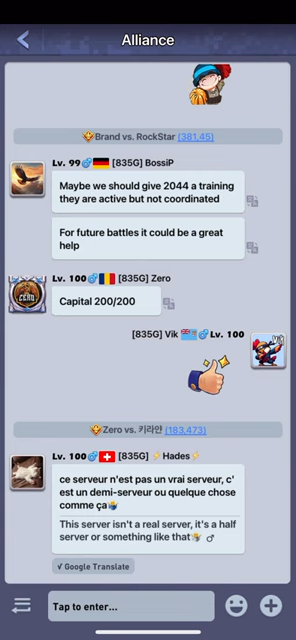 Alliance
Brand vs. RockStar (381,45)
Lv. 99 [835G] BossiP
Maybe we should give 2044 a training
they are active but not coordinated
For future battles it could be a great
help
Lv. 100 [835G] Zero
Capital 200/200
[835G] Vik Lv. 100
Zero vs. 키라얀 (183,473)
Lv. 100 [835G] ⚡Hades⚡
ce serveur n'est pas un vrai serveur, c'
est un demi-serveur ou quelque chose
comme ça🤷‍♂️
This server isn't a real server, it's a half
server or something like that🤷 ♂
√ Google Translate
Tap to enter...